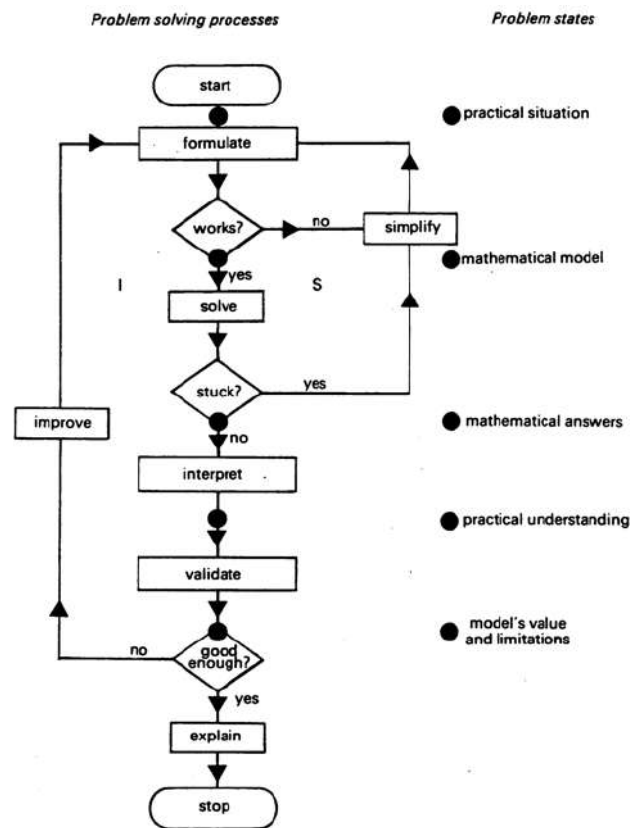 Problem solving processes
Problem states
start
practical situation
formulate
works?
no
simplify
mathematical model
yes
I
S
solve
stuck?
yes
improve
mathematical answers
no
interpret
practical understanding
validate
model's value
and limitations
no
good
enough?
yes
explain
stop